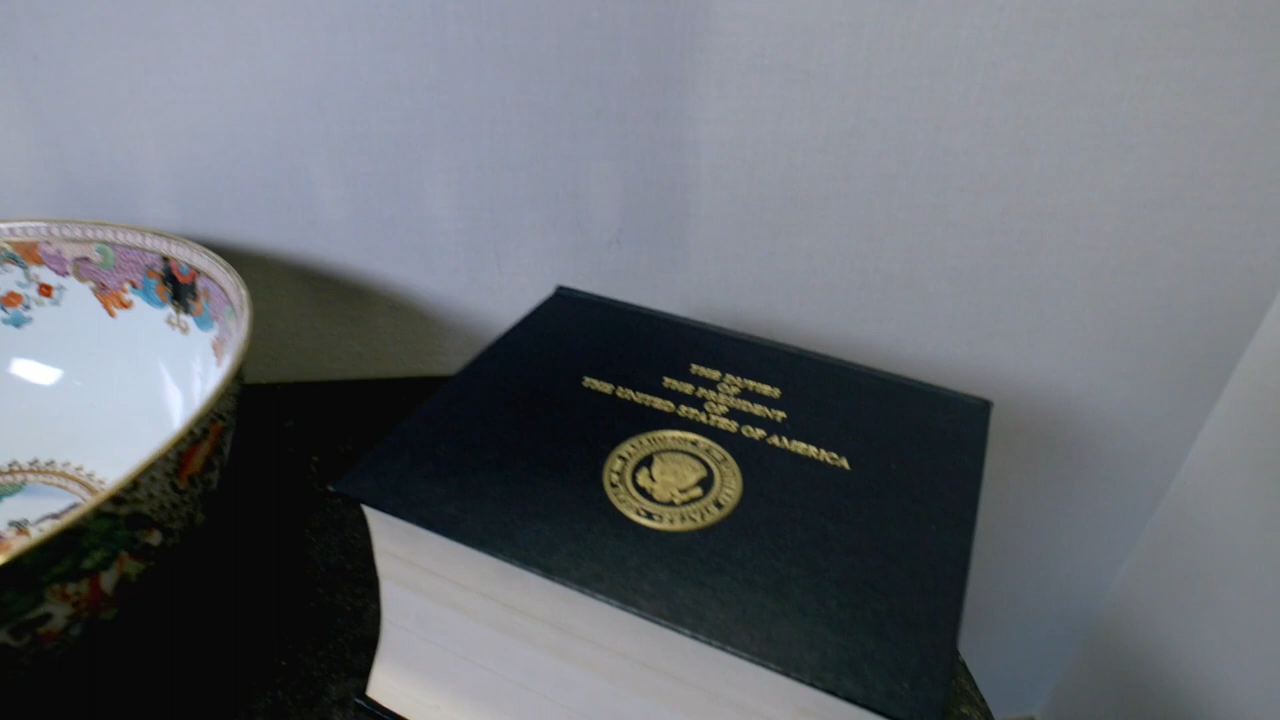 THE DUTIES
OF
THE PRESIDENT
OF
THE UNITED STATES OF AMERICA